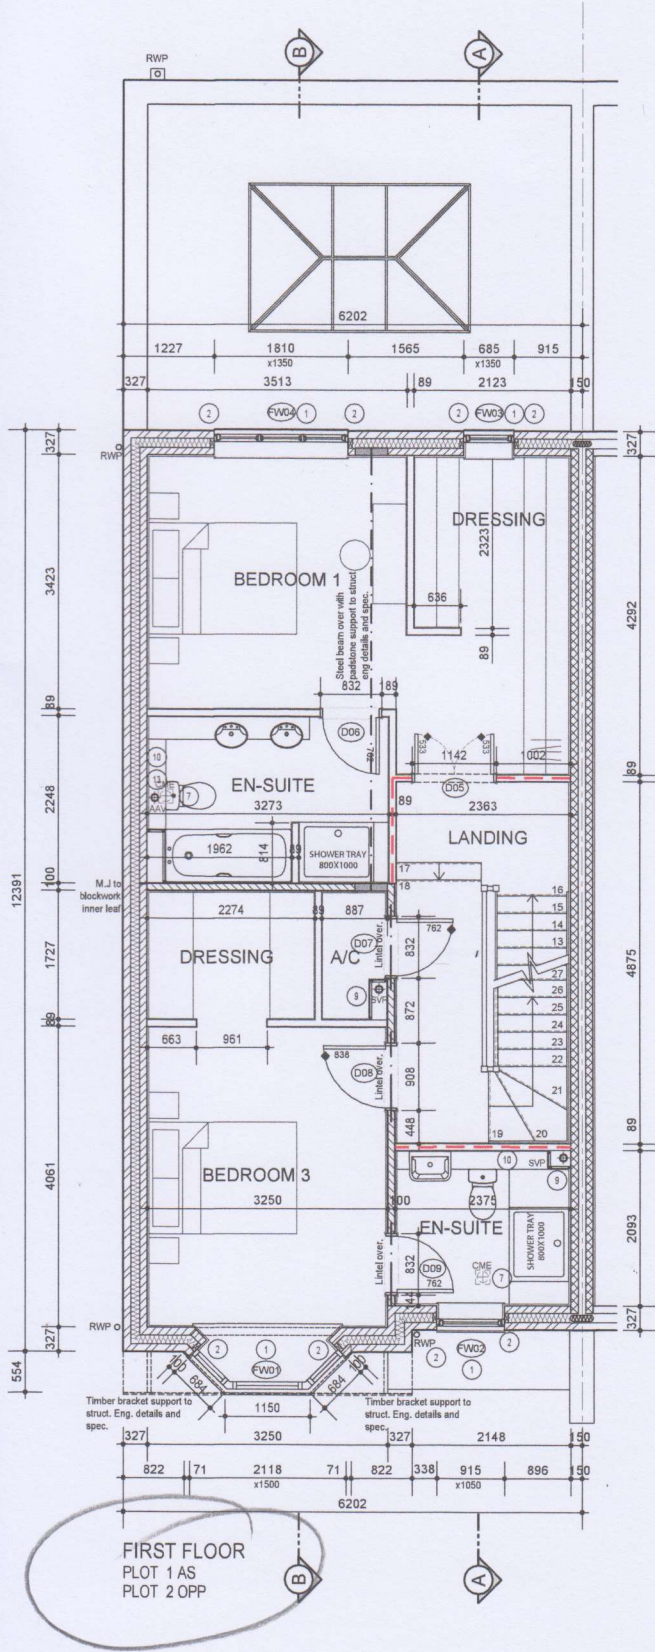 RWP
B
A
6202
1227
1810
x1350
1565
685
x1350
915
327
3513
89
2123
150
2
FW04
1
2
2
FW03
1
2
327
RWP
327
DRESSING
2323
BEDROOM 1
3423
636
4292
Steel beam over with
padstone support to struct
eng details and spec.
89
832
189
89
D06
762
533
533
1142
1002
10
13
7
AAV
EN-SUITE
D05
89
3273
89
2363
2248
LANDING
1962
814
89
SHOWER TRAY
800X1000
17
18
16
15
14
13
27
26
25
24
23
22
21
20
19
M.J to
blockwork
inner leaf
100
12391
2274
89
887
D07
Lintel over.
832
762
DRESSING
A/C
1727
9
SVP
872
4875
89
663
961
838
D08
Lintel over.
908
448
89
4061
BEDROOM 3
10
SVP
9
3250
100
2375
EN-SUITE
SHOWER TRAY
800X1000
2093
Lintel over.
832
D09
762
CME
7
44
327
RWP
327
RWP
2
1
2
FW01
FW02
2
1
2
554
100
684
684
100
1150
Timber bracket support to
struct. Eng. details and
spec.
Timber bracket support to
struct. Eng. details and
spec.
327
3250
327
2148
150
822
71
2118
x1500
71
822
338
915
x1050
896
150
6202
FIRST FLOOR
PLOT 1 AS
PLOT 2 OPP
B
A